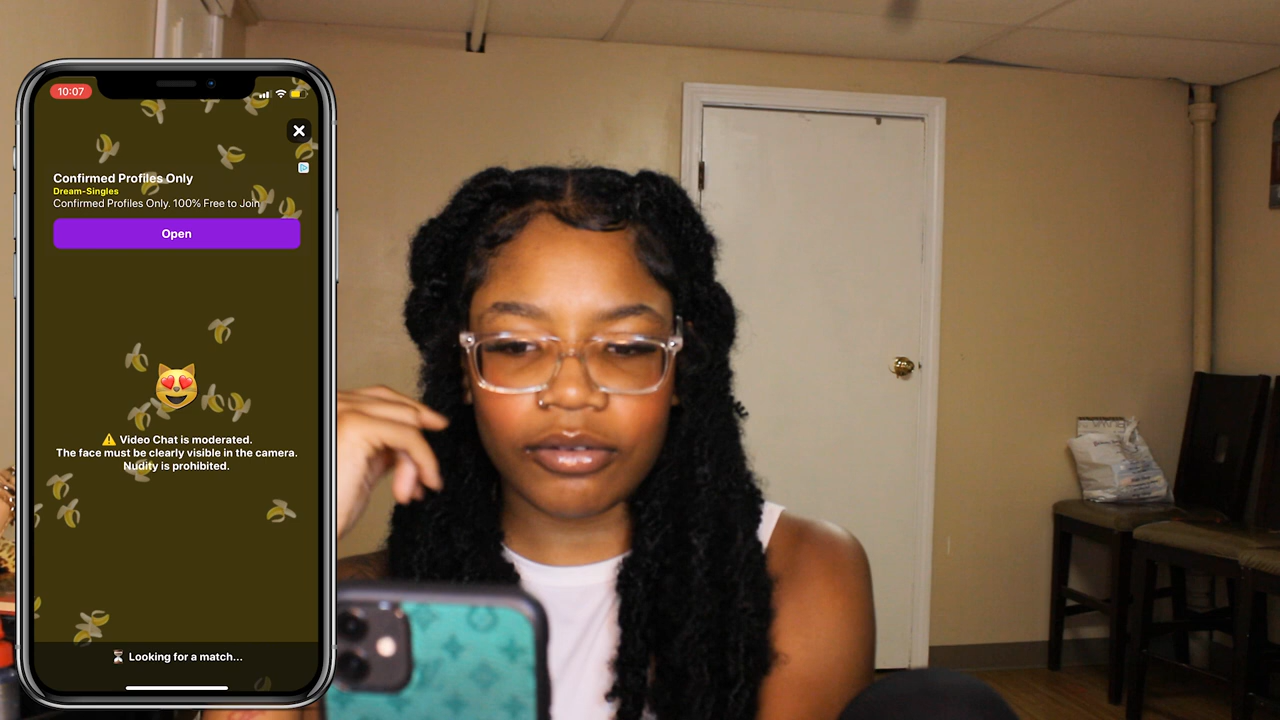 10:07
Confirmed Profiles Only
Dream-Singles
Confirmed Profiles Only. 100% Free to Join
Open
⚠️ Video Chat is moderated.
The face must be clearly visible in the camera.
Nudity is prohibited.
⏳ Looking for a match...